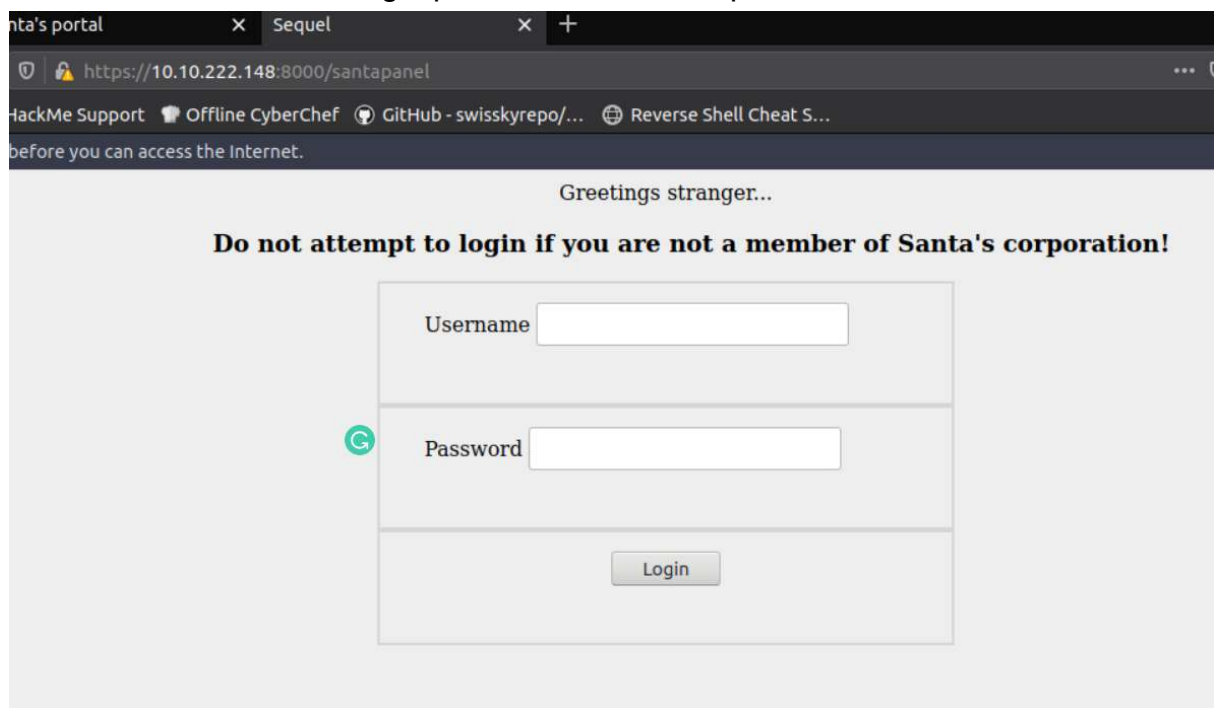 nta's portal × Sequel × +
https://10.10.222.148:8000/santapanel ...
HackMe Support Offline CyberChef GitHub - swisskyrepo/... Reverse Shell Cheat S...
before you can access the Internet.
Greetings stranger...
Do not attempt to login if you are not a member of Santa's corporation!
Username
Password
Login